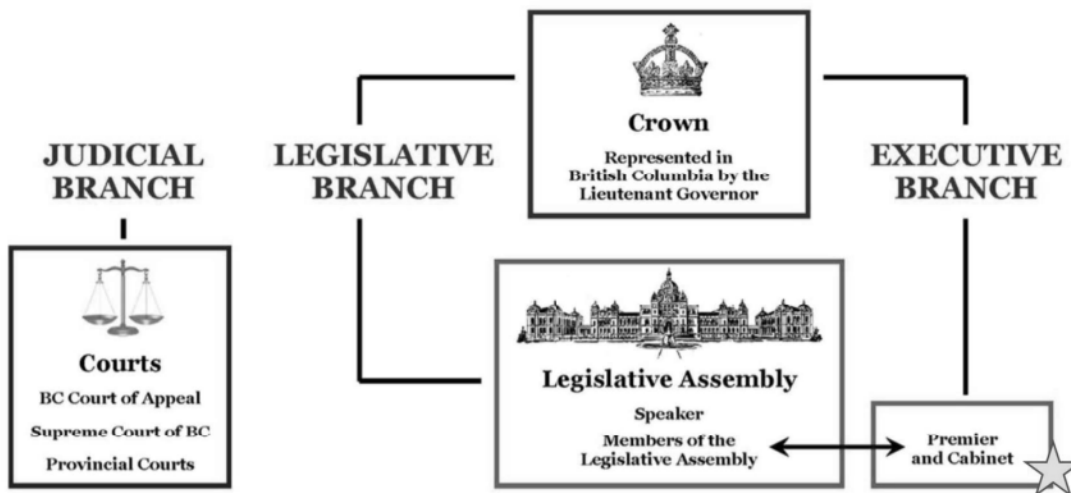 Crown
Represented in
British Columbia by the
Lieutenant Governor
JUDICIAL
BRANCH
LEGISLATIVE
BRANCH
EXECUTIVE
BRANCH
Courts
BC Court of Appeal
Supreme Court of BC
Provincial Courts
Legislative Assembly
Speaker
Members of the
Legislative Assembly
Premier
and Cabinet